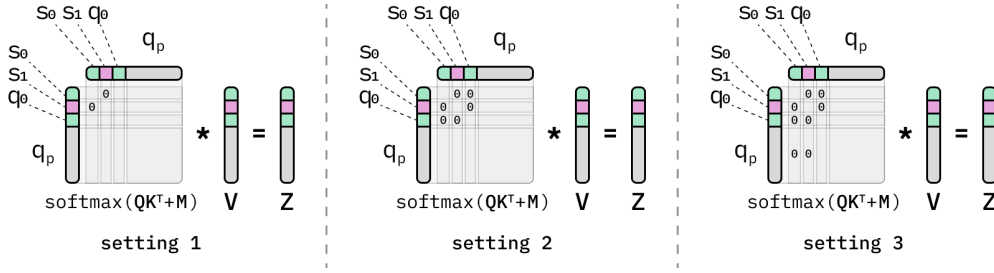 s₀ s₁ q₀
qₚ
s₀
s₁
q₀
qₚ
0
0
* =
softmax(QKᵀ+M) V Z
setting 1
s₀ s₁ q₀
qₚ
s₀
s₁
q₀
qₚ
0 0
0 0
0 0
* =
softmax(QKᵀ+M) V Z
setting 2
s₀ s₁ q₀
qₚ
s₀
s₁
q₀
qₚ
0 0
0 0
0 0
0 0
* =
softmax(QKᵀ+M) V Z
setting 3